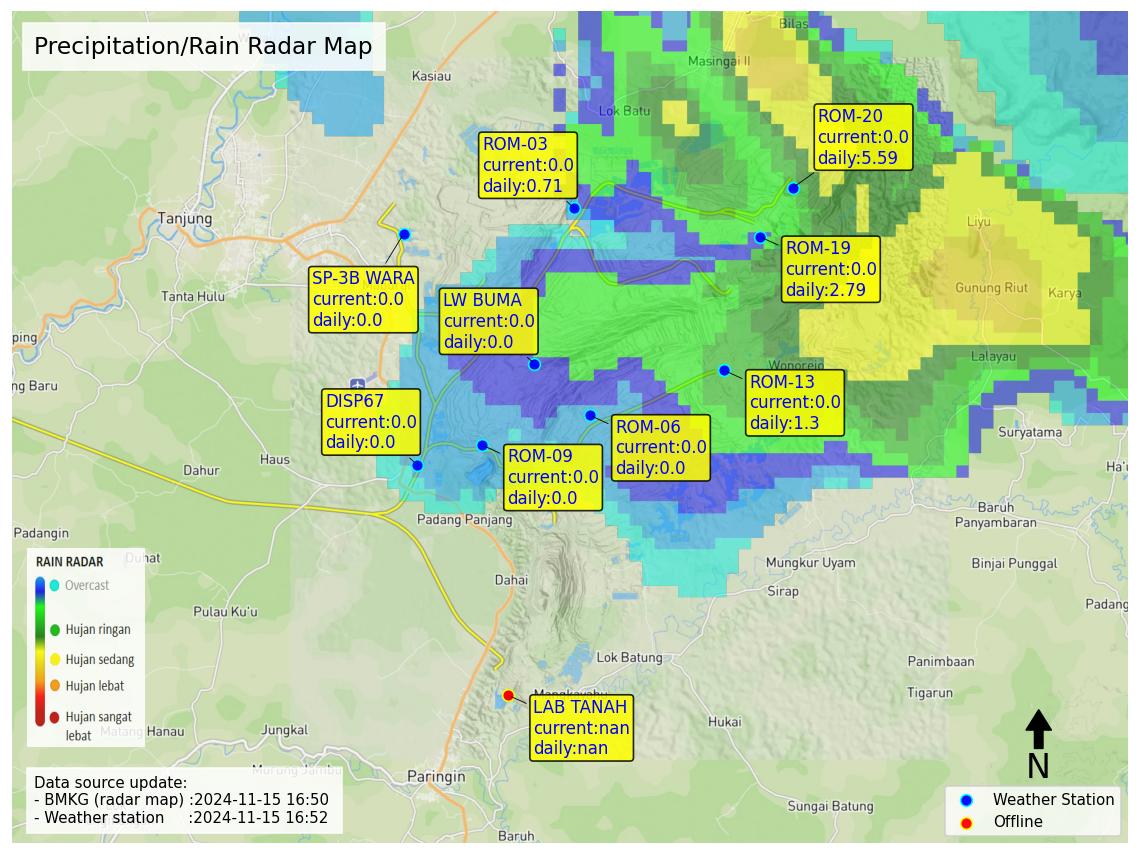 Precipitation/Rain Radar Map
Bilas
Masingai II
Kasiau
Lok Batu
ROM-20
current:0.0
daily:5.59
ROM-03
current:0.0
daily:0.71
Tanjung
Liyu
ROM-19
current:0.0
daily:2.79
SP-3B WARA
current:0.0
daily:0.0
Tanta Hulu
Gunung Riut
Karya
LW BUMA
current:0.0
daily:0.0
ping
Lalayau
Wonorejo
ng Baru
ROM-13
current:0.0
daily:1.3
DISP67
current:0.0
daily:0.0
ROM-06
current:0.0
daily:0.0
Suryatama
Haus
Dahur
ROM-09
current:0.0
daily:0.0
Ha'u
Baruh
Panyambaran
Padang Panjang
Padangin
Duhat
Mungkur Uyam
Binjai Punggal
Dahai
Sirap
Padang
Pulau Ku'u
RAIN RADAR
Overcast
Hujan ringan
Hujan sedang
Hujan lebat
Hujan sangat
lebat
Lok Batung
Panimbaan
Tigarun
Mangkayahu
LAB TANAH
current:nan
daily:nan
Hukai
Matang Hanau
Jungkal
Murung Jambu
Paringin
N
Sungai Batung
Baruh
Data source update:
- BMKG (radar map) :2024-11-15 16:50
- Weather station :2024-11-15 16:52
Weather Station
Offline